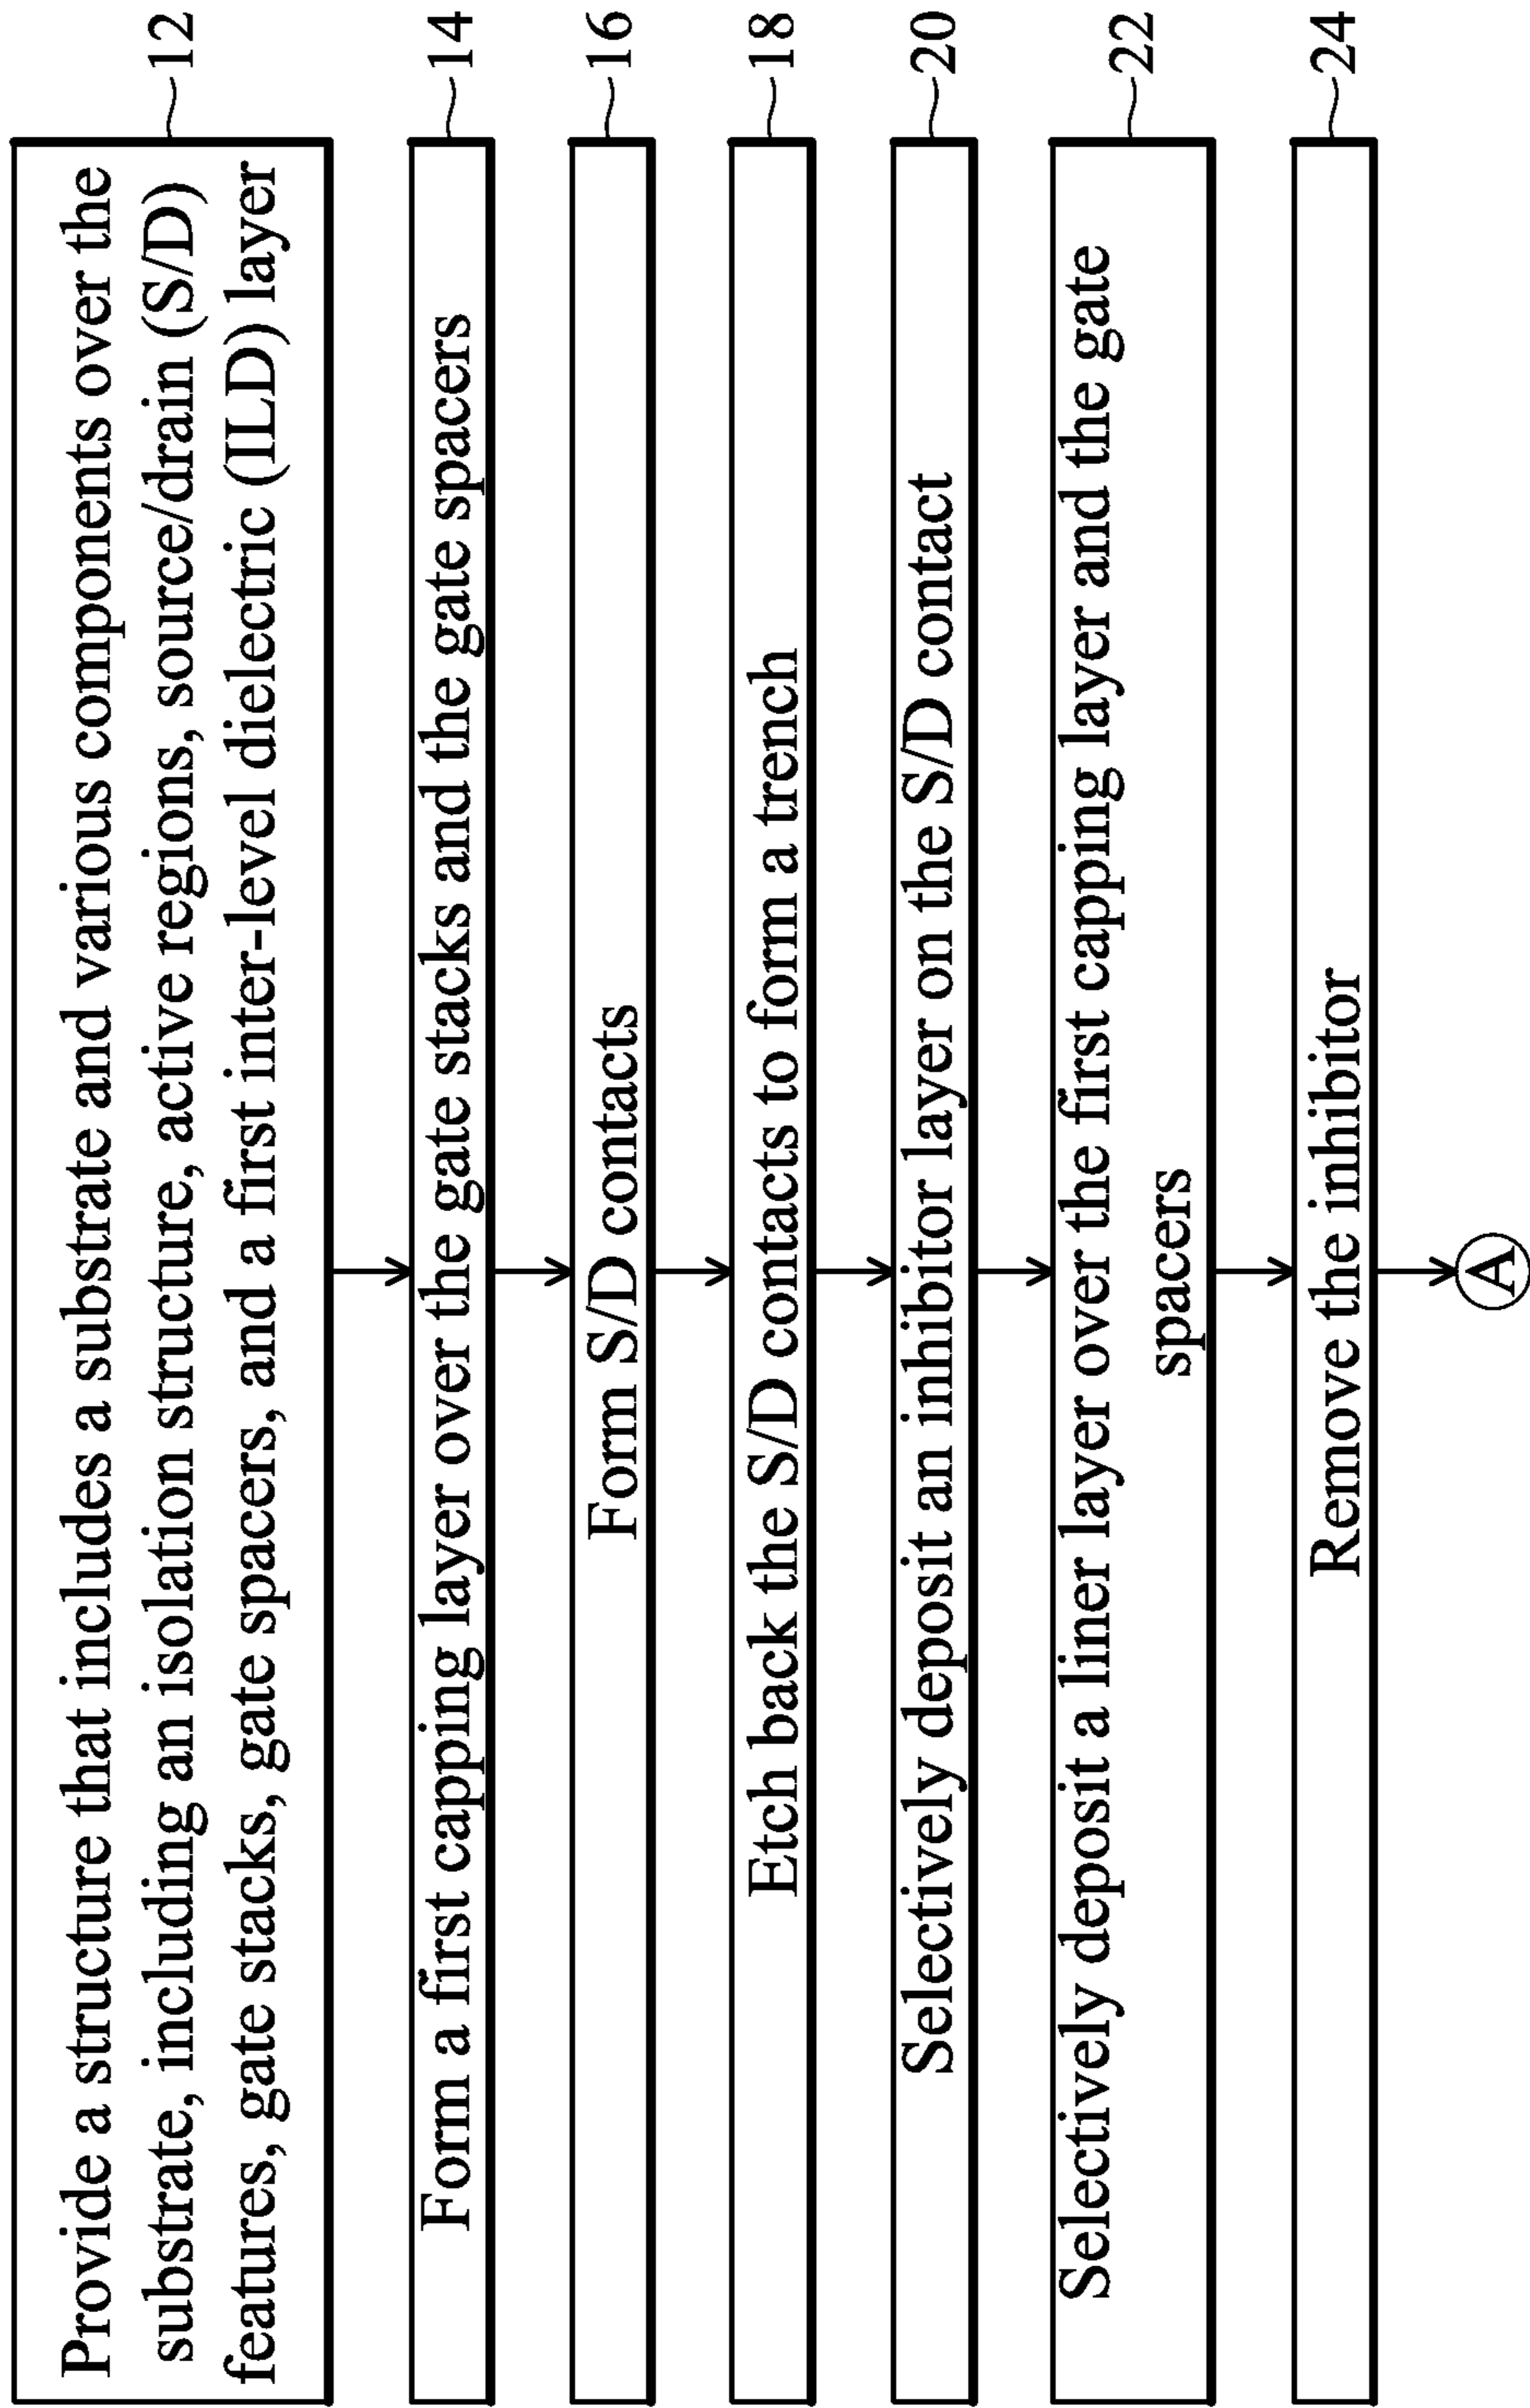 Provide a structure that includes a substrate and various components over the
substrate, including an isolation structure, active regions, source/drain (S/D)
features, gate stacks, gate spacers, and a first inter-level dielectric (ILD) layer
12
Form a first capping layer over the gate stacks and the gate spacers
14
Form S/D contacts
16
Etch back the S/D contacts to form a trench
18
Selectively deposit an inhibitor layer on the S/D contact
20
Selectively deposit a liner layer over the first capping layer and the gate
spacers
22
Remove the inhibitor
24
A